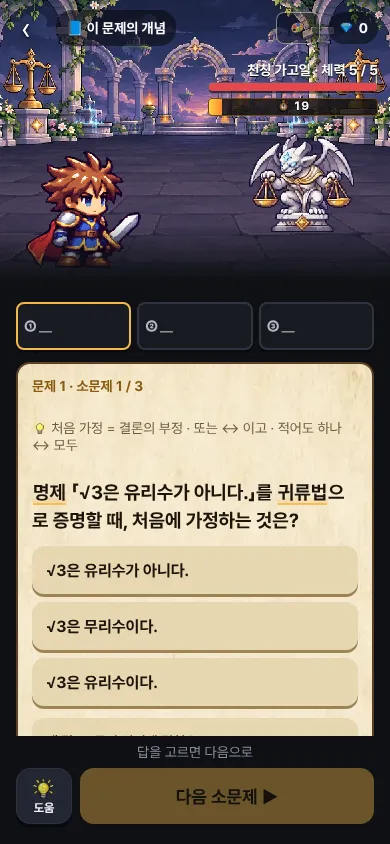 이 문제의 개념
0
천칭 가고일 · 체력 5 / 5
19
① __
② __
③ __
문제 1 · 소문제 1 / 3
처음 가정 = 결론의 부정 · 또는 ↔ 이고 · 적어도 하나
↔ 모두
명제 「√3은 유리수가 아니다.」를 귀류법으
로 증명할 때, 처음에 가정하는 것은?
√3은 유리수가 아니다.
√3은 무리수이다.
√3은 유리수이다.
답을 고르면 다음으로
도움
다음 소문제 ▶